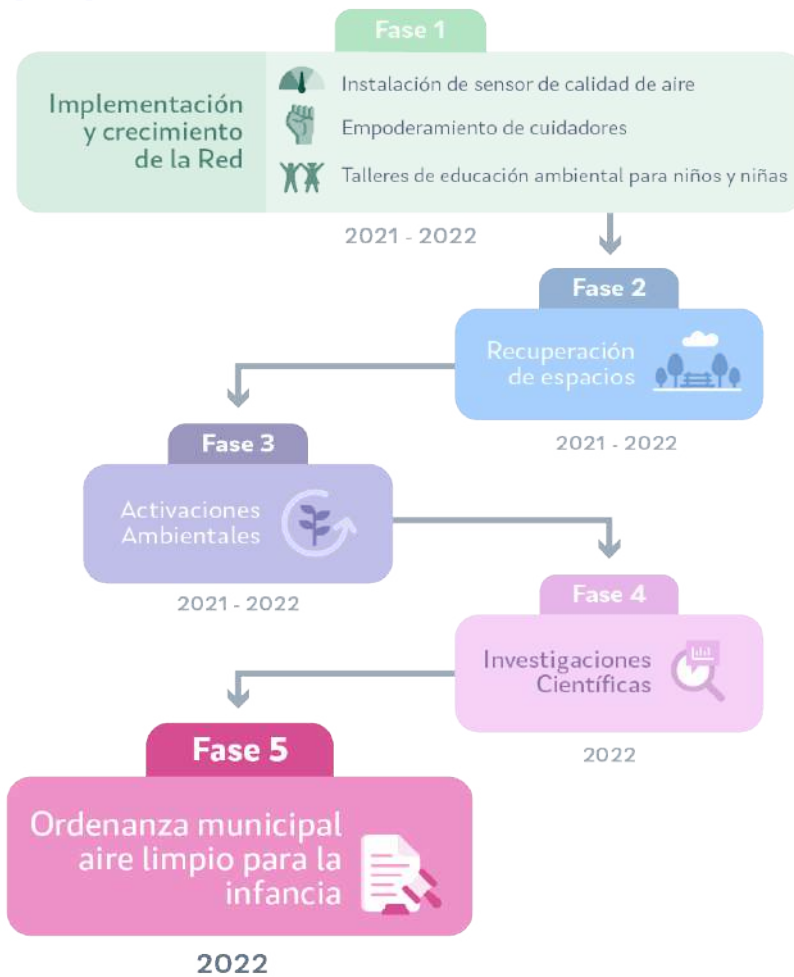 Fase 1
Implementación
y crecimiento
de la Red
Instalación de sensor de calidad de aire
Empoderamiento de cuidadores
Talleres de educación ambiental para niños y niñas
2021 - 2022
Fase 2
Recuperación
de espacios
2021 - 2022
Fase 3
Activaciones
Ambientales
2021 - 2022
Fase 4
Investigaciones
Científicas
2022
Fase 5
Ordenanza municipal
aire limpio para la
infancia
2022